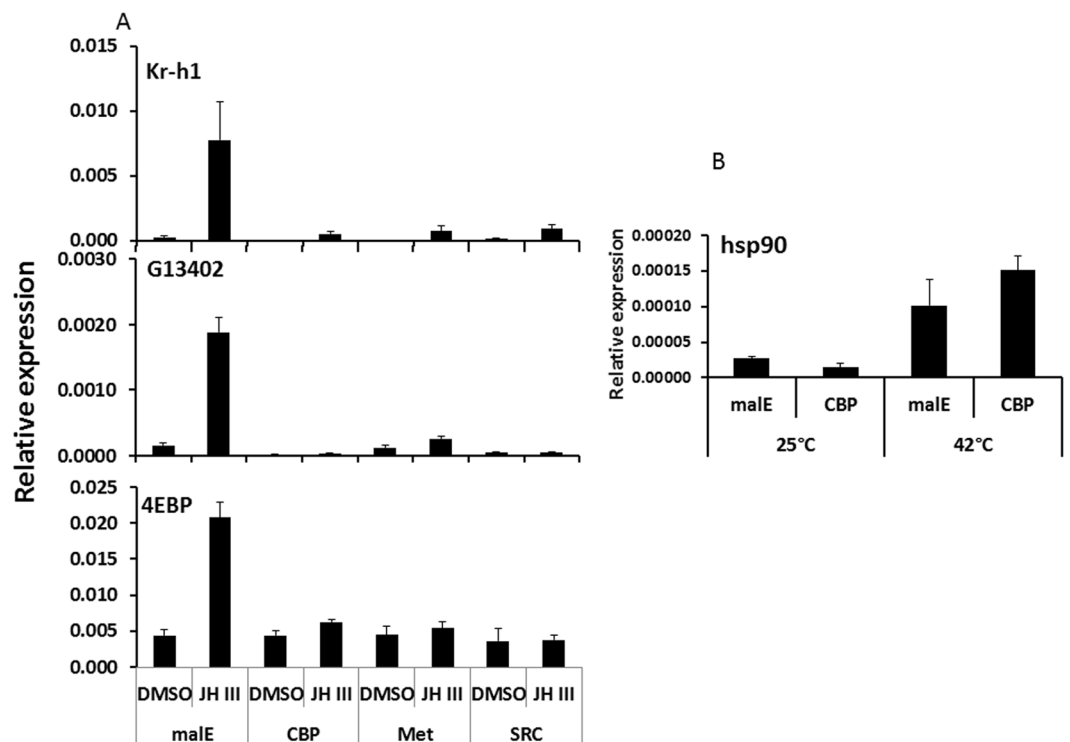 A
0.015
Kr-h1
0.010
0.005
0.000
0.0030
G13402
0.0020
0.0010
0.0000
0.025
4EBP
0.020
0.015
0.010
0.005
0.000
Relative expression
DMSO JH III DMSO JH III DMSO JH III DMSO JH III
malE CBP Met SRC
B
0.00020
hsp90
0.00015
0.00010
0.00005
0.00000
Relative expression
malE CBP malE CBP
25°C 42°C